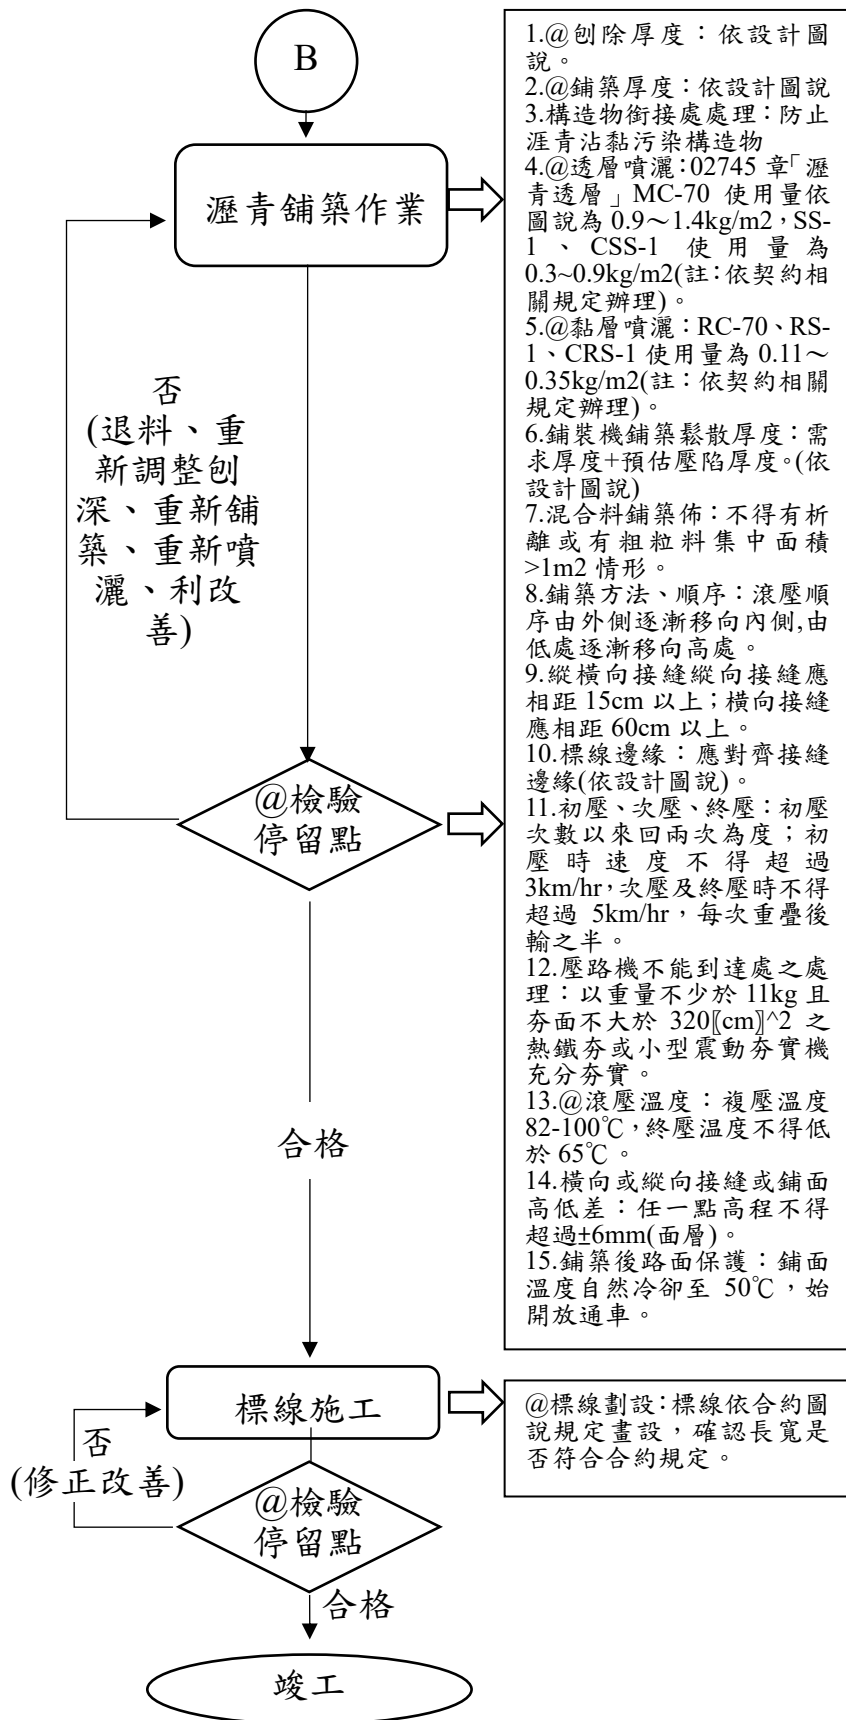 B
瀝青舖築作業
1.@刨除厚度：依設計圖
說。
2.@鋪築厚度：依設計圖說
3.構造物銜接處處理：防止
涯青沾黏污染構造物
4.@透層噴灑：02745 章「瀝
青透層」MC-70 使用量依
圖說為 0.9～1.4kg/m2，SS-
1、CSS-1 使用量為
0.3~0.9kg/m2(註：依契約相
關規定辦理)。
5.@黏層噴灑：RC-70、RS-
1、CRS-1 使用量為 0.11～
0.35kg/m2(註：依契約相關
規定辦理)。
6.鋪裝機鋪築鬆散厚度：需
求厚度+預估壓陷厚度。(依
設計圖說)
7.混合料鋪築佈：不得有析
離或有粗粒料集中面積
>1m2 情形。
8.鋪築方法、順序：滾壓順
序由外側逐漸移向內側,由
低處逐漸移向高處。
9.縱橫向接縫縱向接縫應
相距 15cm 以上；橫向接縫
應相距 60cm 以上。
10.標線邊緣：應對齊接縫
邊緣(依設計圖說)。
11.初壓、次壓、終壓：初壓
次數以來回兩次為度；初
壓時速度不得超過
3km/hr，次壓及終壓時不得
超過 5km/hr，每次重疊後
輪之半。
12.壓路機不能到達處之處
理：以重量不少於 11kg 且
夯面不大於 320〖cm〗^2 之
熱鐵夯或小型震動夯實機
充分夯實。
13.@滾壓溫度：複壓溫度
82-100℃，終壓溫度不得低
於 65℃。
14.橫向或縱向接縫或鋪面
高低差：任一點高程不得
超過±6mm(面層)。
15.鋪築後路面保護：鋪面
溫度自然冷卻至 50℃，始
開放通車。
否
(退料、重
新調整刨
深、重新舖
築、重新噴
灑、利改
善)
@檢驗
停留點
合格
標線施工
@標線劃設：標線依合約圖
說規定畫設，確認長寬是
否符合合約規定。
否
(修正改善)
@檢驗
停留點
合格
竣工